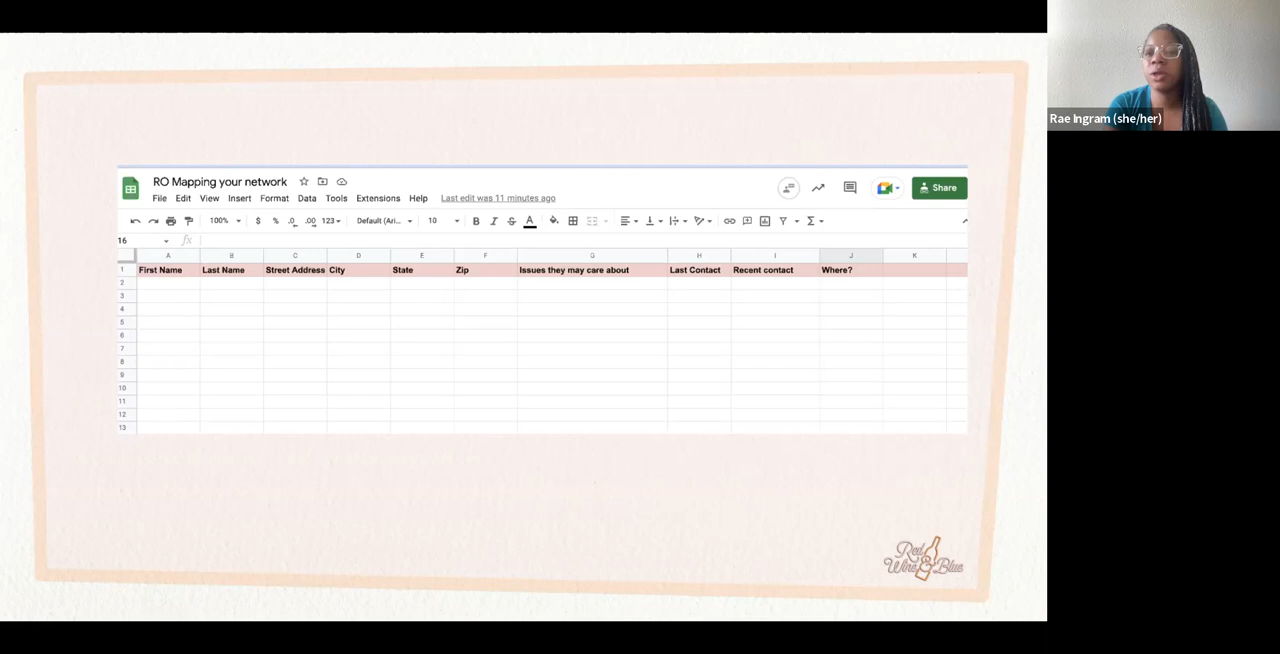 Rae Ingram (she/her)
RO Mapping your network
File Edit View Insert Format Data Tools Extensions Help Last edit was 11 minutes ago
Share
100% $ % .0 .00 123 Default (Ari... 10 B I S A Σ
16 fx
A B C D E F G H I J K
1 First Name Last Name Street Address City State Zip Issues they may care about Last Contact Recent contact Where?
2
3
4
5
6
7
8
9
10
11
12
13
Red
Wine & Blue